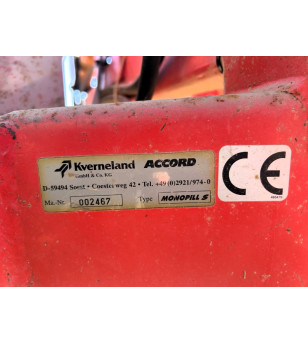 Kverneland ACCORD
GmbH & Co. KG
D-59494 Soest • Coesterweg 42 • Tel. +49 (0)2921/974-0
Ma.-Nr. 002467 Type MONOPILL S
CE